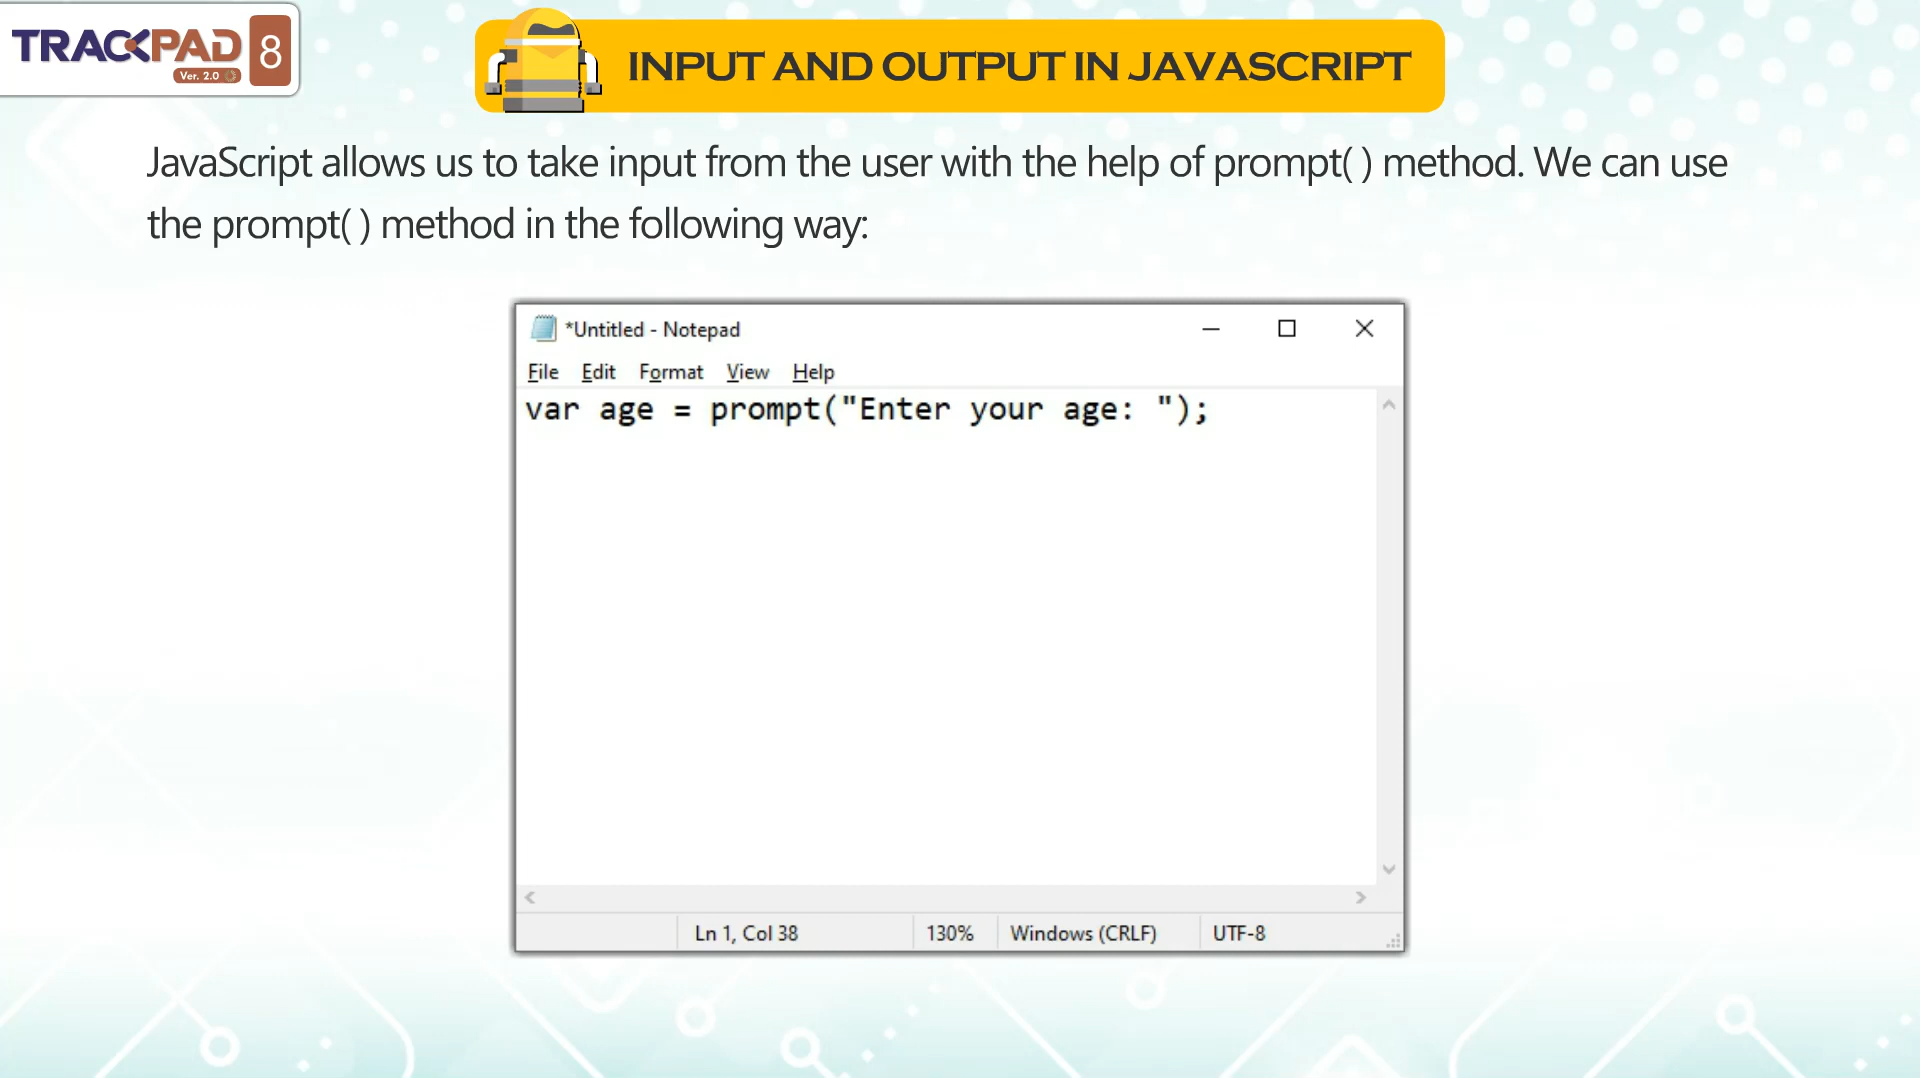 TRACKPAD
Ver. 2.0
8
INPUT AND OUTPUT IN JAVASCRIPT
JavaScript allows us to take input from the user with the help of prompt( ) method. We can use
the prompt( ) method in the following way:
*Untitled - Notepad
File Edit Format View Help
var age = prompt("Enter your age: ");
Ln 1, Col 38 130% Windows (CRLF) UTF-8